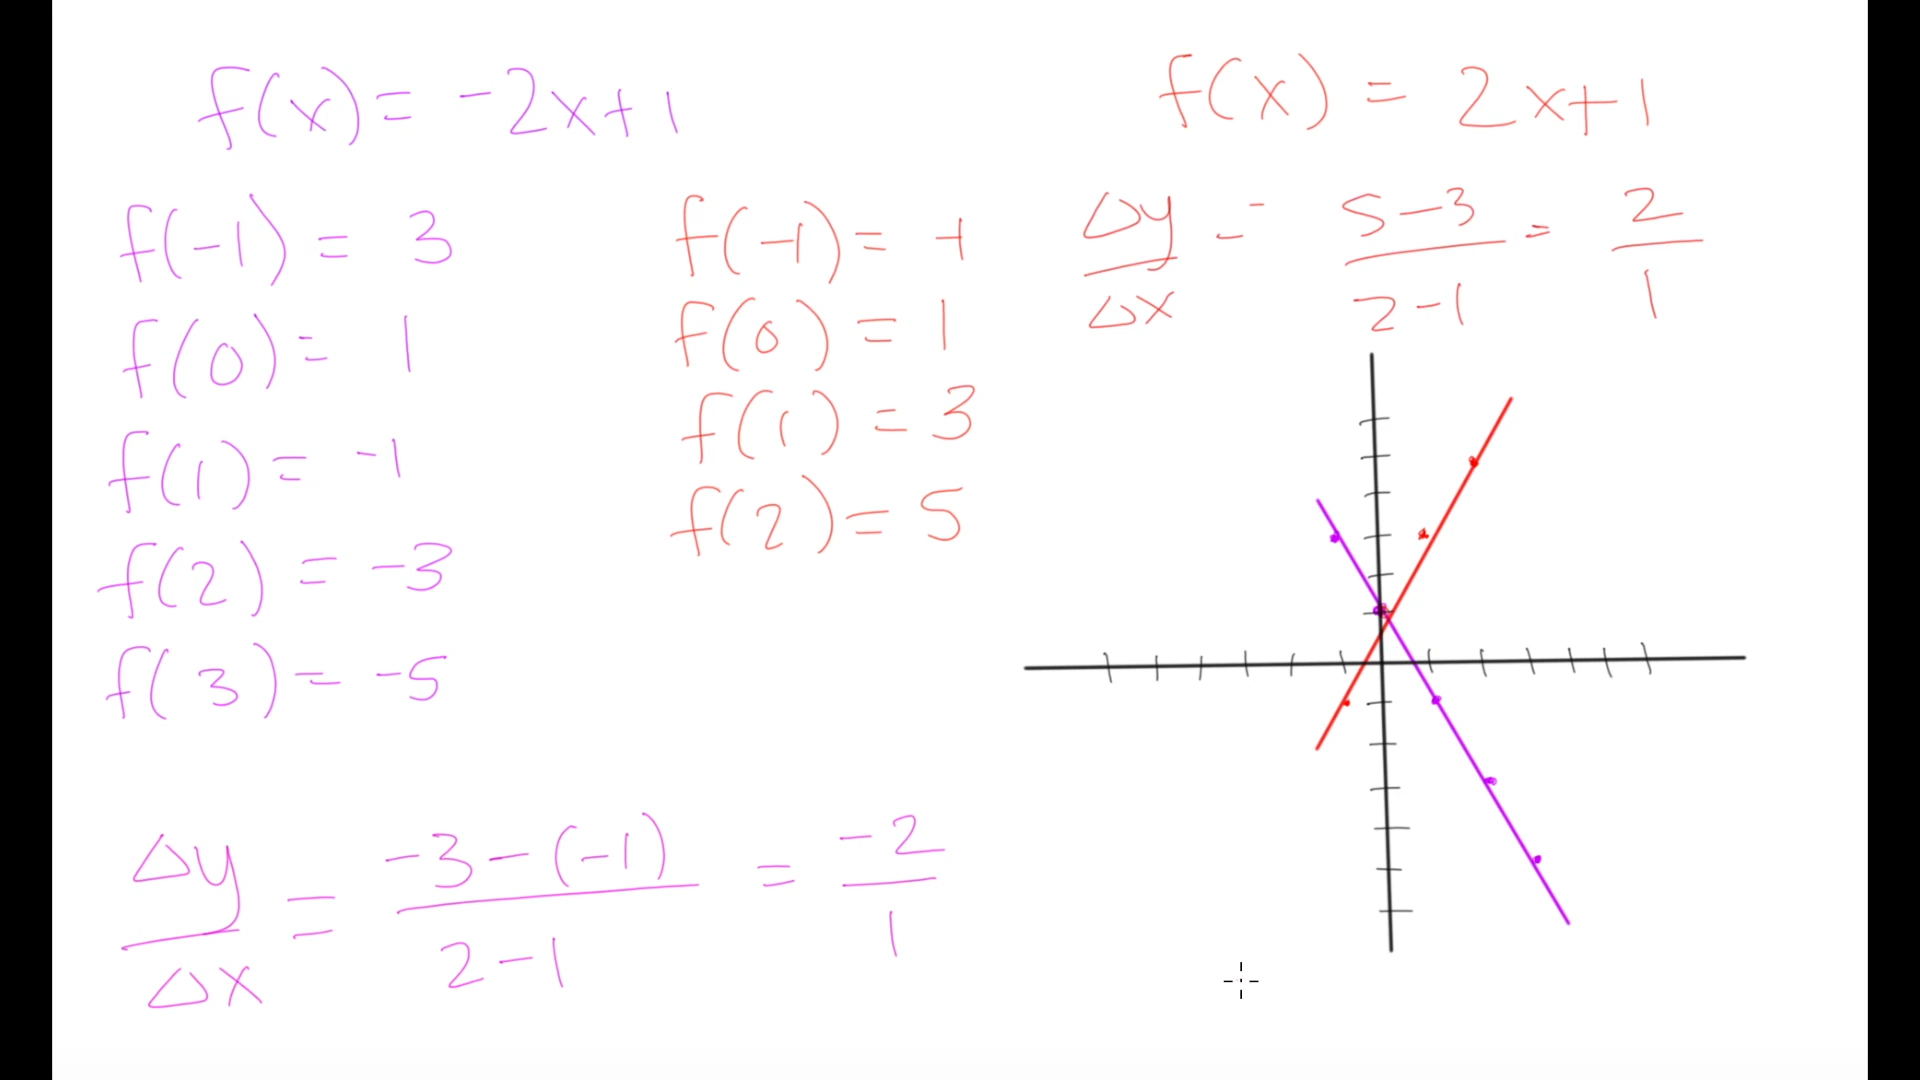 f(x) = -2x+1
f(-1) = 3
f(0) = 1
f(1) = -1
f(2) = -3
f(3) = -5
Δy/Δx = (-3-(-1))/(2-1) = -2/1
f(x) = 2x+1
f(-1) = -1
f(0) = 1
f(1) = 3
f(2) = 5
Δy/Δx = (5-3)/(2-1) = 2/1